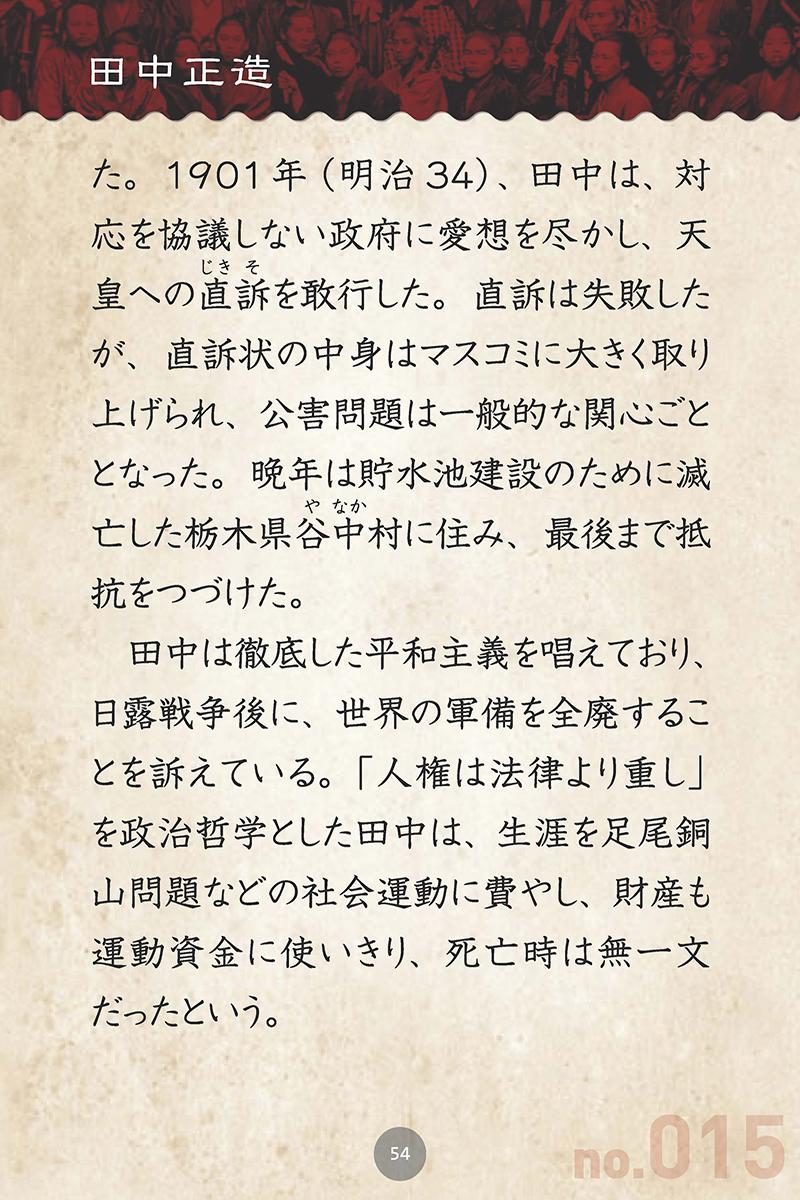 田中正造
た。1901年(明治34)、田中は、対
応を協議しない政府に愛想を尽かし、天
じき そ
皇への直訴を敢行した。直訴は失敗した
が、直訴状の中身はマスコミに大きく取り
上げられ、公害問題は一般的な関心ごと
となった。晩年は貯水池建設のために滅
や なか
亡した栃木県谷中村に住み、最後まで抵
抗をつづけた。
田中は徹底した平和主義を唱えており、
日露戦争後に、世界の軍備を全廃するこ
とを訴えている。「人権は法律より重し」
を政治哲学とした田中は、生涯を足尾銅
山問題などの社会運動に費やし、財産も
運動資金に使いきり、死亡時は無一文
だったという。
54
no.015